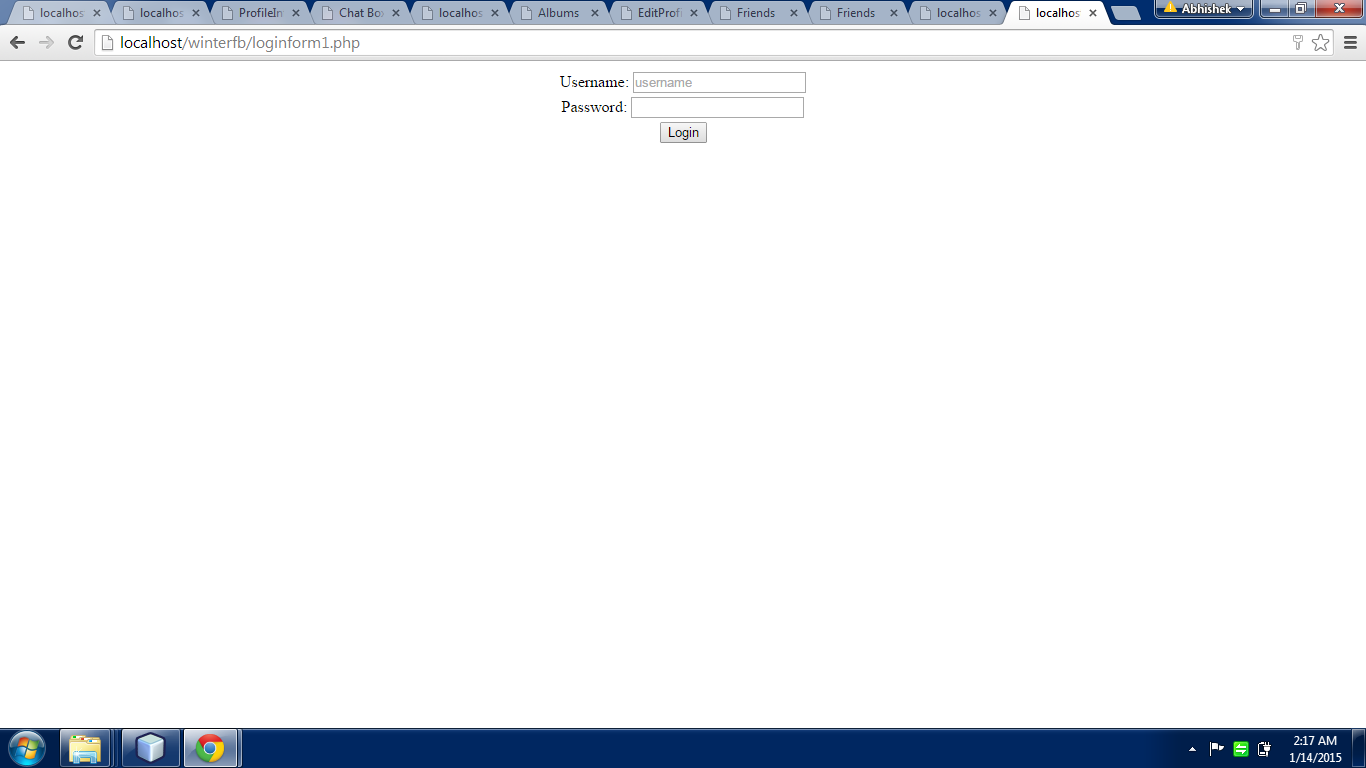 localhos localhos ProfileIn Chat Bo localhos Albums EditProfi Friends Friends localhos localhos Abhishek
localhost/winterfb/loginform1.php
Username: username
Password:
Login
2:17 AM
1/14/2015